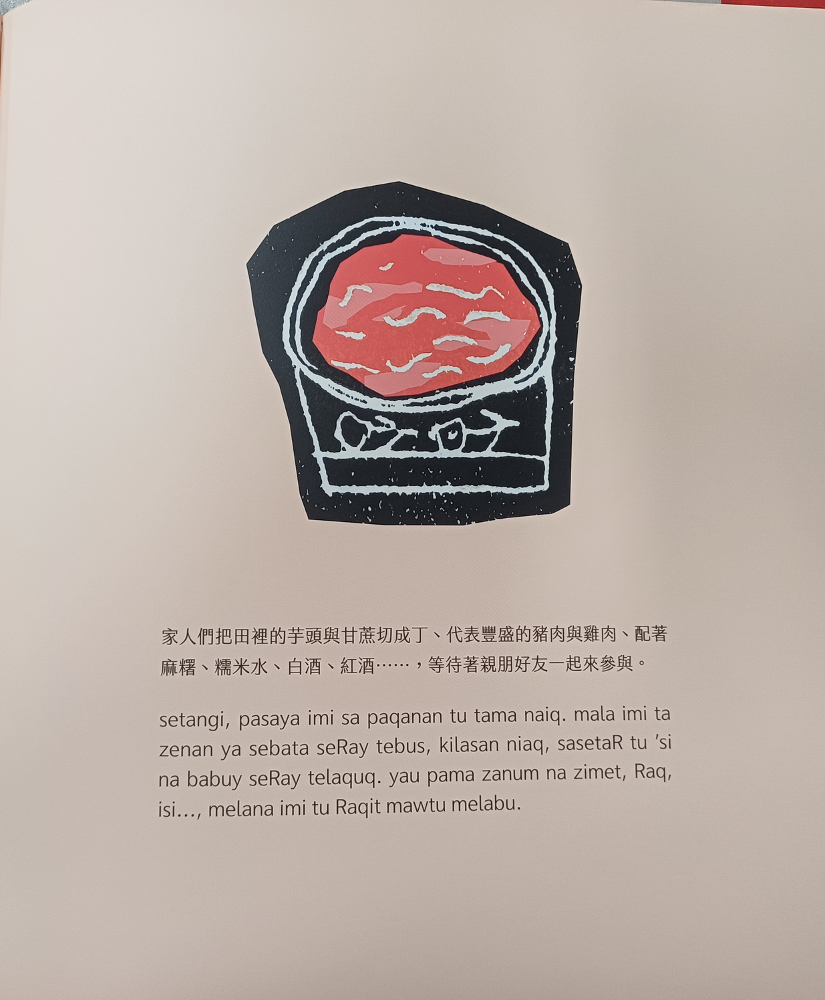 家人們把田裡的芋頭與甘蔗切成丁、代表豐盛的豬肉與雞肉、配著
麻糬、糯米水、白酒、紅酒⋯⋯，等待著親朋好友一起來參與。
setangi, pasaya imi sa paqanan tu tama naiq. mala imi ta
zenan ya sebata seRay tebus, kilasan niaq, sasetaR tu ’si
na babuy seRay telaquq. yau pama zanum na zimet, Raq,
isi..., melana imi tu Raqit mawtu melabu.